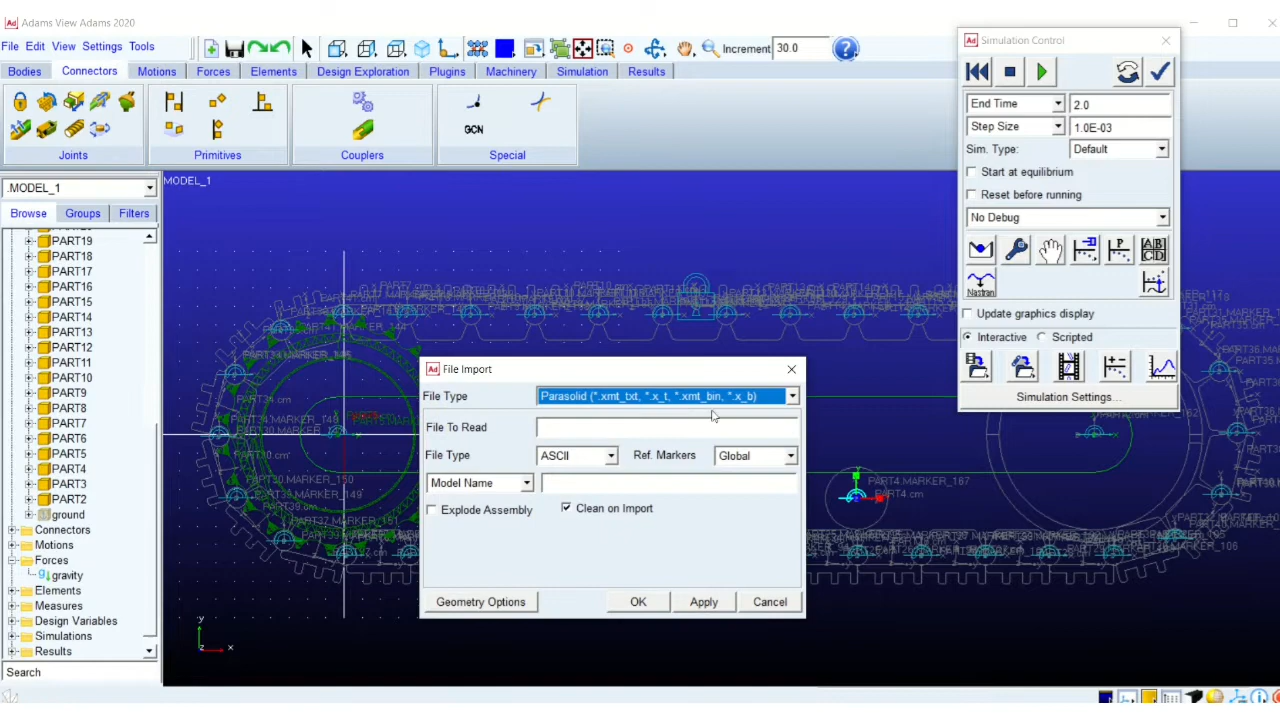 Ad Adams View Adams 2020
File Edit View Settings Tools
Increment 30.0
Bodies Connectors Motions Forces Elements Design Exploration Plugins Machinery Simulation Results
GCN
Joints Primitives Couplers Special
.MODEL_1
Browse Groups Filters
PART19
PART18
PART17
PART16
PART15
PART14
PART13
PART12
PART11
PART10
PART9
PART8
PART7
PART6
PART5
PART4
PART3
PART2
ground
Connectors
Motions
Forces
gravity
Elements
Measures
Design Variables
Simulations
Results
Search
MODEL_1
PART4.MARKER_167
PART4.cm
y
z x
Ad File Import
File Type Parasolid (*.xmt_txt, *.x_t, *.xmt_bin, *.x_b)
File To Read
File Type ASCII Ref. Markers Global
Model Name
Explode Assembly Clean on Import
Geometry Options OK Apply Cancel
Ad Simulation Control
End Time 2.0
Step Size 1.0E-03
Sim. Type: Default
Start at equilibrium
Reset before running
No Debug
Nastran
Update graphics display
Interactive Scripted
Simulation Settings...